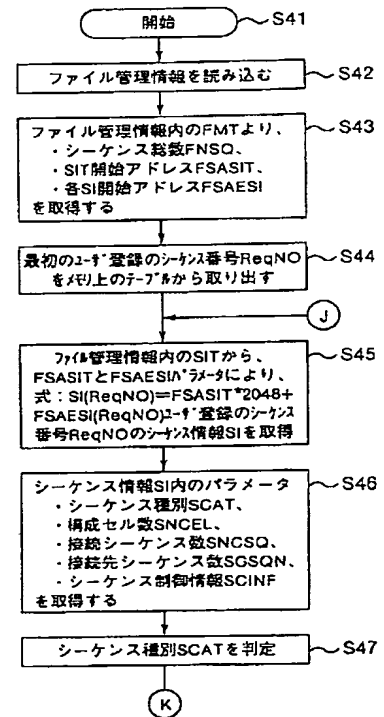 開始
S41
ファイル管理情報を読み込む
S42
ファイル管理情報内のFMTより、
・シーケンス総数FNSQ、
・SIT開始アドレスFSASIT、
・各SI開始アドレスFSAESI
を取得する
S43
最初のユーザ登録のシーケンス番号ReqNO
をメモリ上のテーブルから取り出す
S44
J
ファイル管理情報内のSITから、
FSASITとFSAESIパラメータにより、
式：SI(ReqNO)=FSASIT*2048+
FSAESI(ReqNO)ユーザ登録のシーケンス
番号ReqNOのシーケンス情報SIを取得
S45
シーケンス情報SI内のパラメータ
・シーケンス種別SCAT、
・構成セル数SNCEL、
・接続シーケンス数SNCSQ、
・接続先シーケンス数SCSQN、
・シーケンス制御情報SCINF
を取得する
S46
シーケンス種別SCATを判定
S47
K